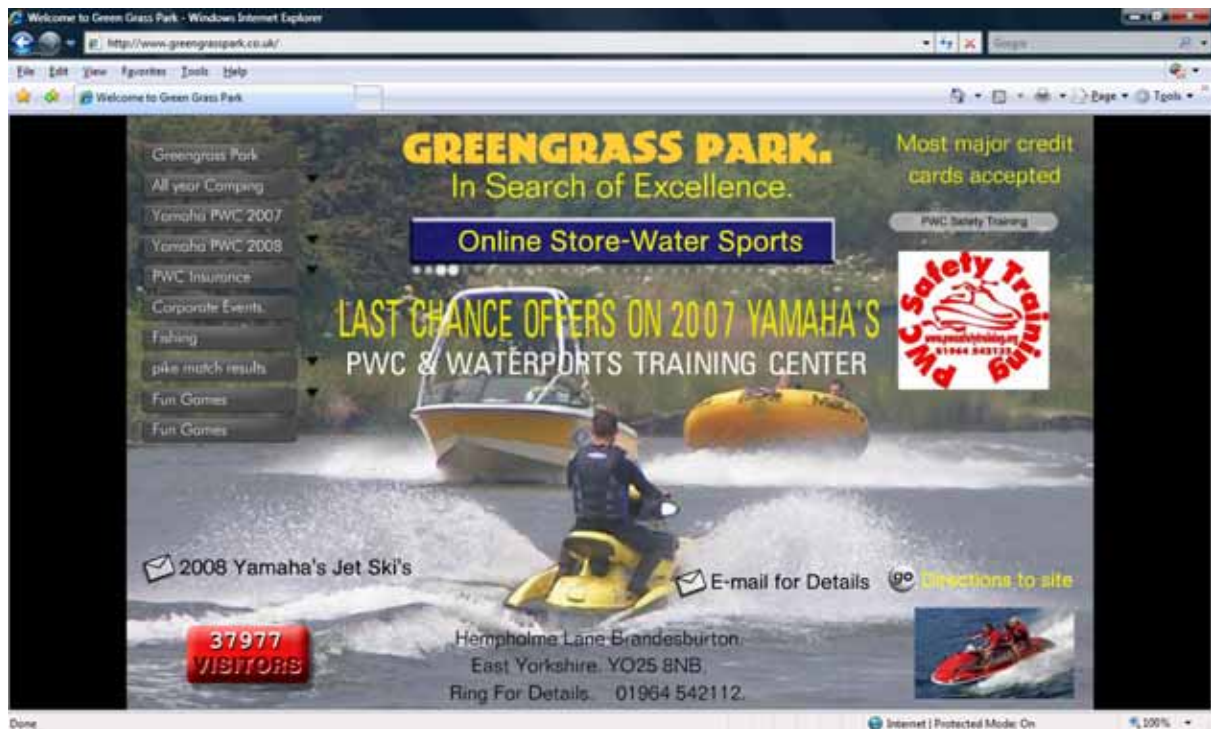 Welcome to Green Grass Park - Windows Internet Explorer
http://www.greengrasspark.co.uk/
Google
File Edit View Favorites Tools Help
Welcome to Green Grass Park
Page Tools
Greengrass Park
All year Camping
Yamaha PWC 2007
Yamaha PWC 2008
PWC Insurance
Corporate Events.
Fishing
pike match results
Fun Games
Fun Games
GREENGRASS PARK.
In Search of Excellence.
Online Store-Water Sports
LAST CHANCE OFFERS ON 2007 YAMAHA'S
PWC & WATERPORTS TRAINING CENTER
Most major credit
cards accepted
PWC Safety Training
PWC Safety Training
www.pwcsafetytraining.org
2008 Yamaha's Jet Ski's
E-mail for Details
go Directions to site
37977
VISITORS
Hempholme Lane Brandesburton.
East Yorkshire. YO25 8NB.
Ring For Details. 01964 542112.
Done
Internet | Protected Mode: On
100%